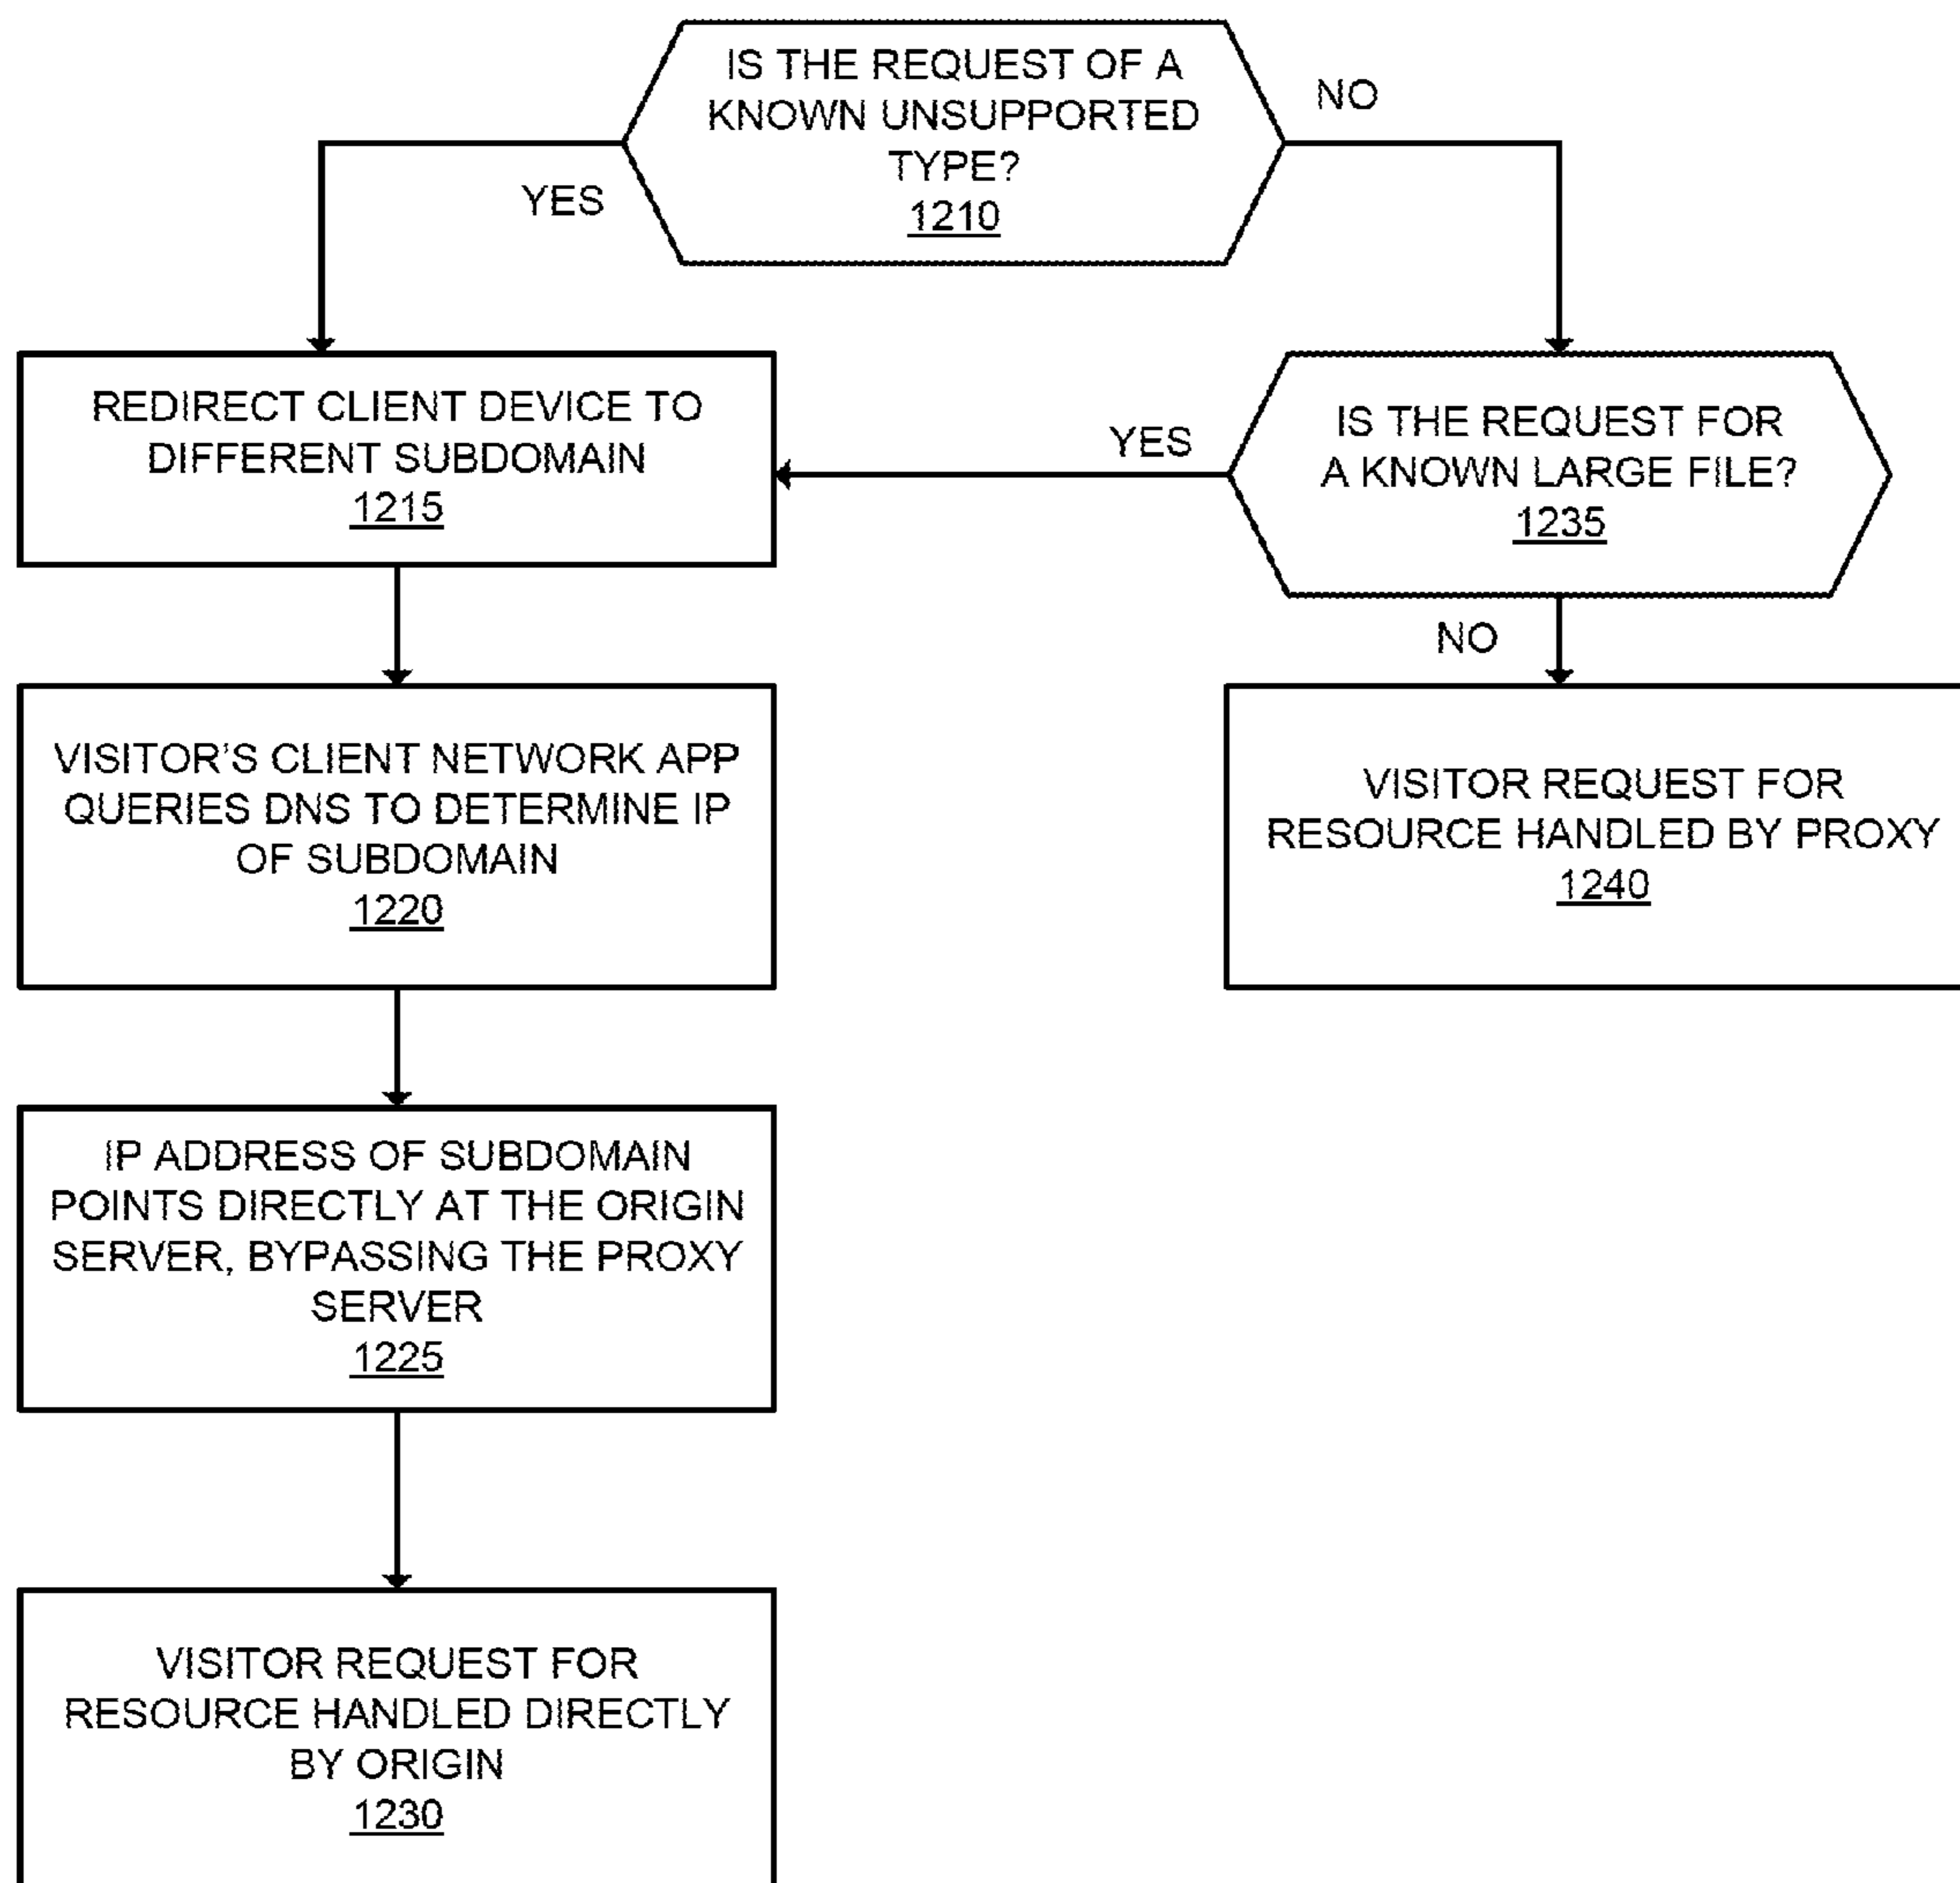 IS THE REQUEST OF A
KNOWN UNSUPPORTED
TYPE?
1210
NO
YES
REDIRECT CLIENT DEVICE TO
DIFFERENT SUBDOMAIN
1215
YES
IS THE REQUEST FOR
A KNOWN LARGE FILE?
1235
NO
VISITOR'S CLIENT NETWORK APP
QUERIES DNS TO DETERMINE IP
OF SUBDOMAIN
1220
VISITOR REQUEST FOR
RESOURCE HANDLED BY PROXY
1240
IP ADDRESS OF SUBDOMAIN
POINTS DIRECTLY AT THE ORIGIN
SERVER, BYPASSING THE PROXY
SERVER
1225
VISITOR REQUEST FOR
RESOURCE HANDLED DIRECTLY
BY ORIGIN
1230